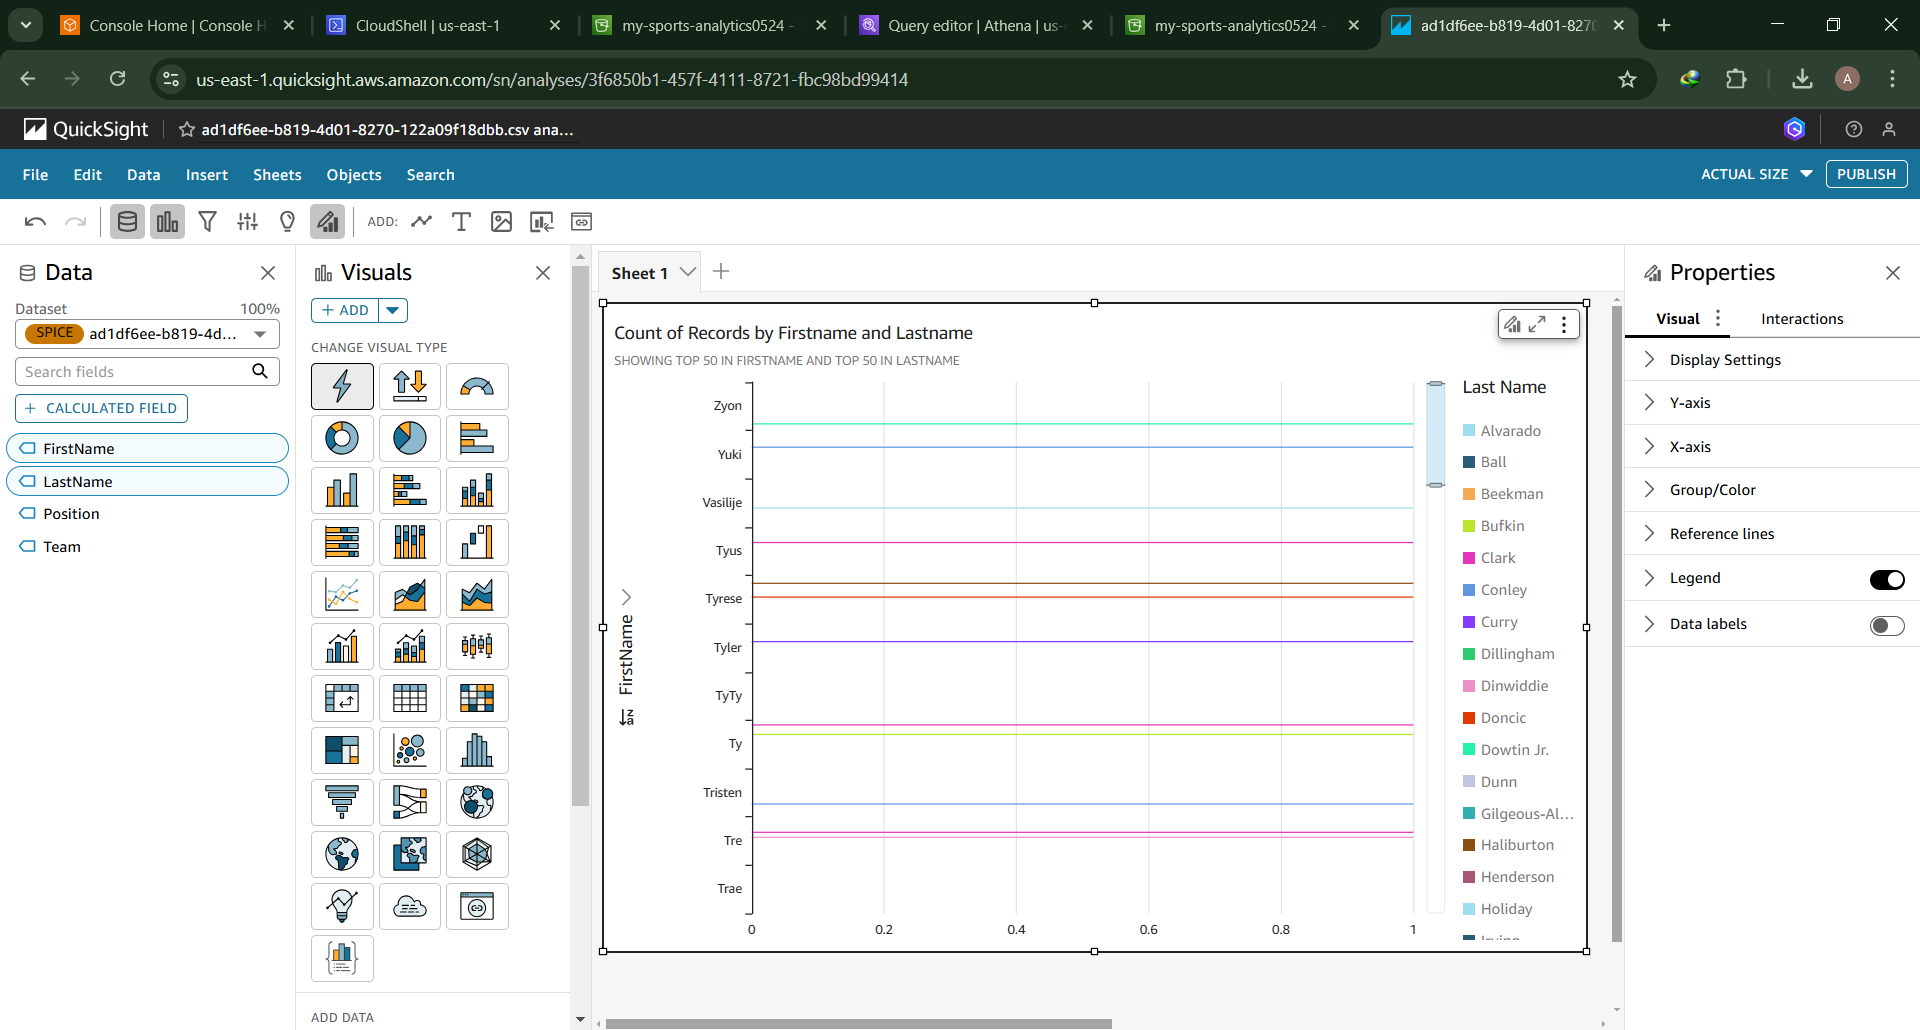 Console Home | Console H
CloudShell | us-east-1
my-sports-analytics0524 -
Query editor | Athena | us-
my-sports-analytics0524 -
ad1df6ee-b819-4d01-827
us-east-1.quicksight.aws.amazon.com/sn/analyses/3f6850b1-457f-4111-8721-fbc98bd99414
A
QuickSight
ad1df6ee-b819-4d01-8270-122a09f18dbb.csv ana...
File Edit Data Insert Sheets Objects Search
ACTUAL SIZE
PUBLISH
ADD:
Data
Dataset
100%
SPICE ad1df6ee-b819-4d...
Search fields
+ CALCULATED FIELD
FirstName
LastName
Position
Team
Visuals
+ ADD
CHANGE VISUAL TYPE
ADD DATA
Sheet 1
Count of Records by Firstname and Lastname
SHOWING TOP 50 IN FIRSTNAME AND TOP 50 IN LASTNAME
FirstName
Zyon
Yuki
Vasilije
Tyus
Tyrese
Tyler
TyTy
Ty
Tristen
Tre
Trae
0 0.2 0.4 0.6 0.8 1
Last Name
Alvarado
Ball
Beekman
Bufkin
Clark
Conley
Curry
Dillingham
Dinwiddie
Doncic
Dowtin Jr.
Dunn
Gilgeous-Al...
Haliburton
Henderson
Holiday
Irving
Properties
Visual
Interactions
Display Settings
Y-axis
X-axis
Group/Color
Reference lines
Legend
Data labels